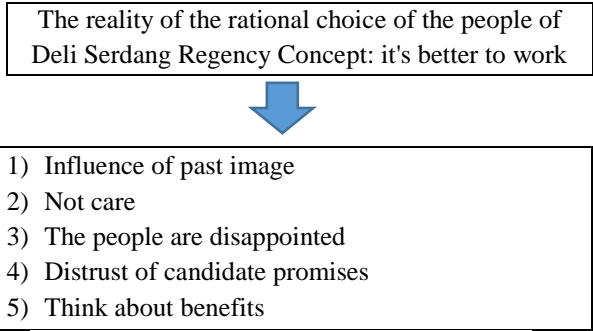 The reality of the rational choice of the people of
Deli Serdang Regency Concept: it's better to work
1) Influence of past image
2) Not care
3) The people are disappointed
4) Distrust of candidate promises
5) Think about benefits